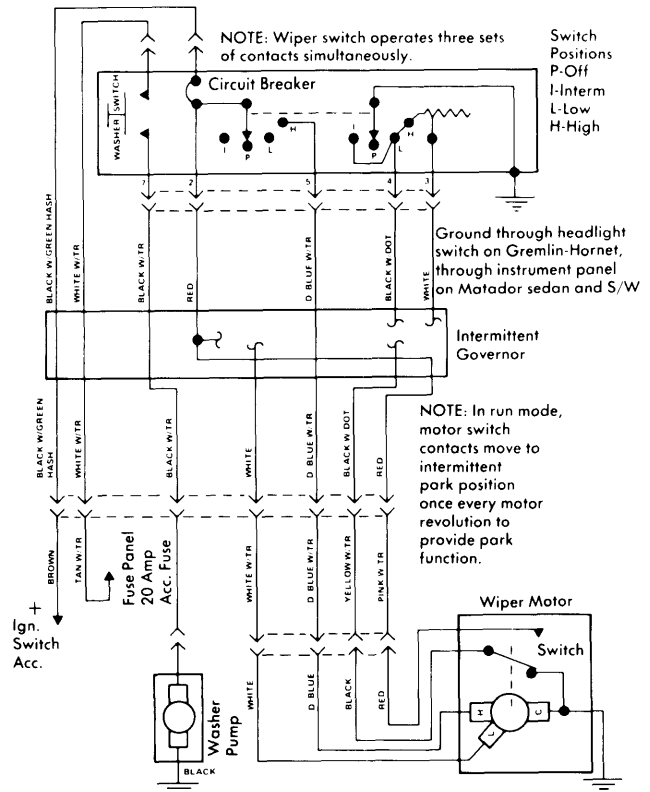 NOTE: Wiper switch operates three sets
of contacts simultaneously.
Switch
Positions
P-Off
I-Interm
L-Low
H-High
WASHER SWITCH
Circuit Breaker
I
P
L
H
I
P
L
H
7
2
5
4
3
BLACK W/GREEN HASH
WHITE W/TR
BLACK W/TR
RED
D BLUE W/TR
BLACK W DOT
WHITE
Ground through headlight
switch on Gremlin-Hornet,
through instrument panel
on Matador sedan and S/W
Intermittent
Governor
BLACK W/GREEN
HASH
WHITE W/TR
BLACK W/TR
WHITE
D BLUE W/TR
BLACK W DOT
RED
NOTE: In run mode,
motor switch
contacts move to
intermittent
park position
once every motor
revolution to
provide park
function.
BROWN
TAN W/TR
Fuse Panel
20 Amp
Acc. Fuse
WHITE W/TR
D BLUE W/TR
YELLOW W/TR
PINK W TR
+
Ign.
Switch
Acc.
Wiper Motor
Switch
WHITE
D BLUE
BLACK
RED
H
C
L
Washer
Pump
BLACK